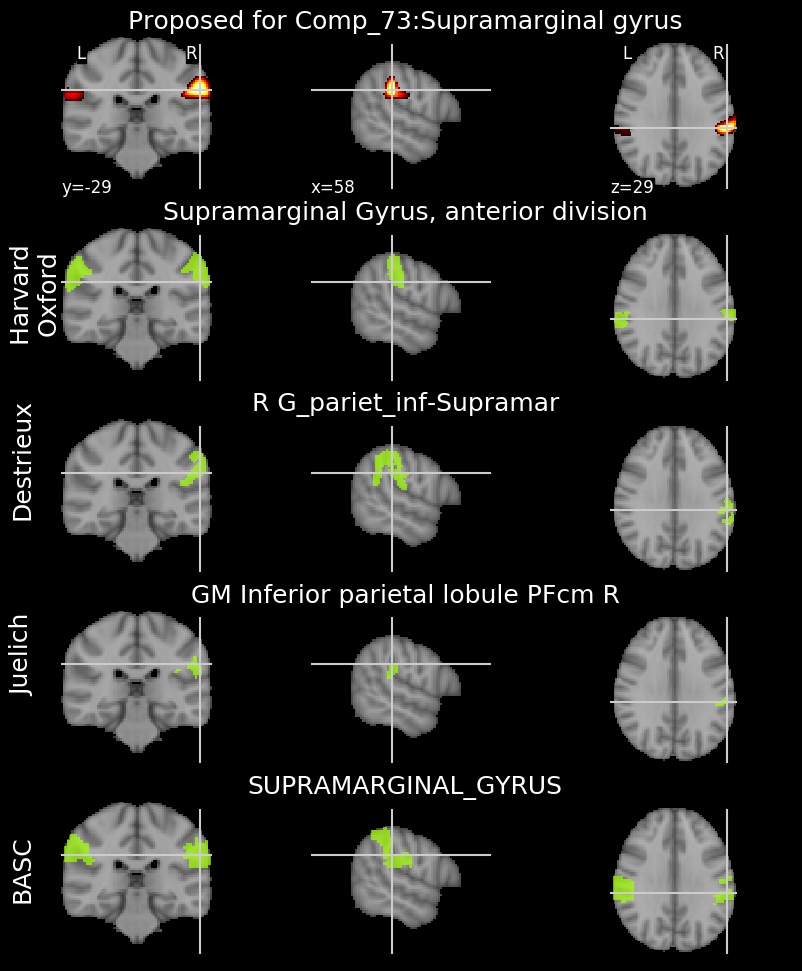 Proposed for Comp_73:Supramarginal gyrus
L R
L R
y=-29 x=58 z=29
Supramarginal Gyrus, anterior division
Harvard
Oxford
R G_pariet_inf-Supramar
Destrieux
GM Inferior parietal lobule PFcm R
Juelich
SUPRAMARGINAL_GYRUS
BASC